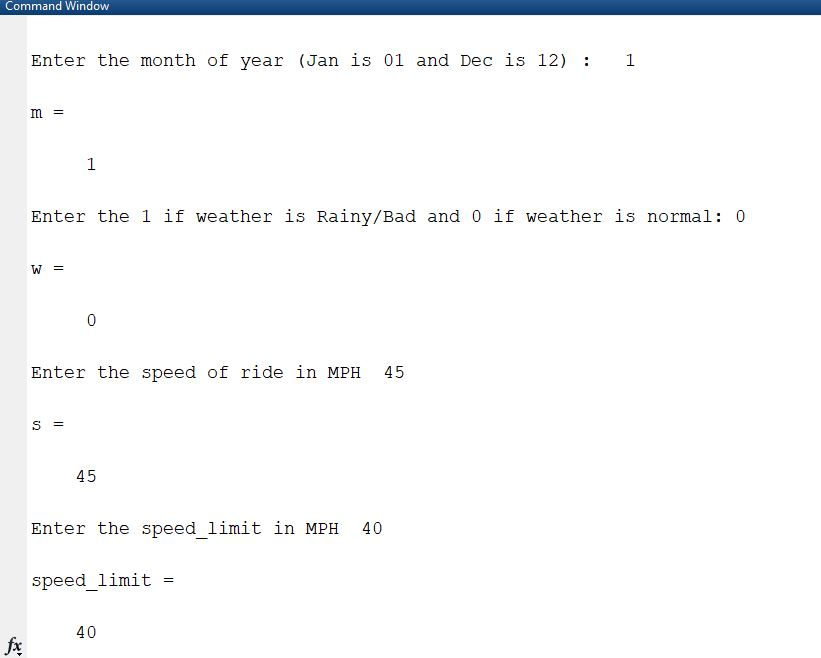 Command Window
Enter the month of year (Jan is 01 and Dec is 12) :   1
m =
1
Enter the 1 if weather is Rainy/Bad and 0 if weather is normal: 0
w =
0
Enter the speed of ride in MPH  45
s =
45
Enter the speed_limit in MPH  40
speed_limit =
40
fx